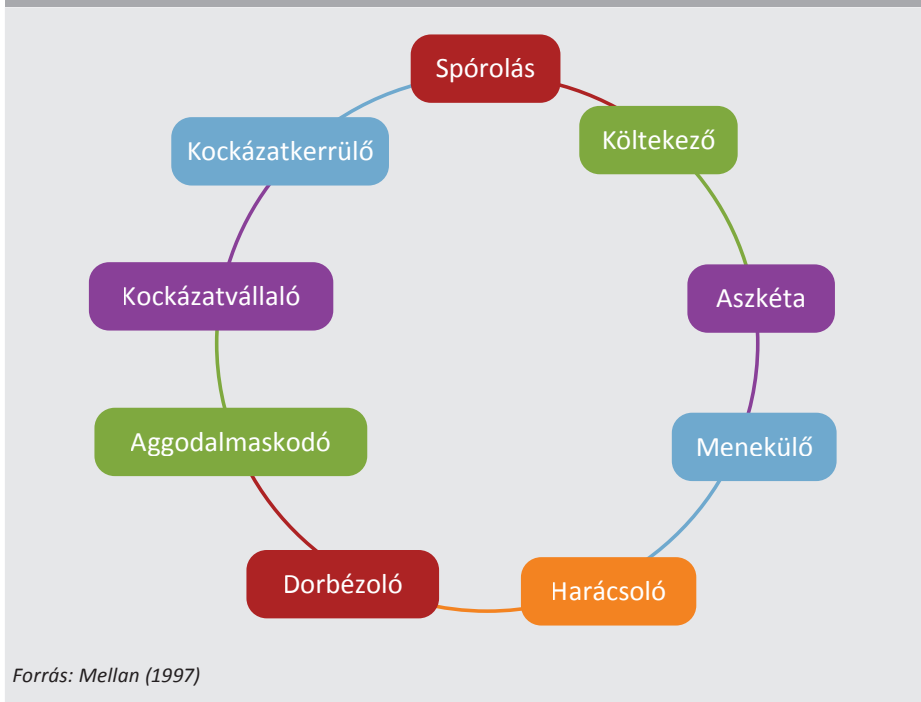 Spórolás
Költekező
Aszkéta
Menekülő
Harácsoló
Dorbézoló
Aggodalmaskodó
Kockázatvállaló
Kockázatkerrülő
Forrás: Mellan (1997)